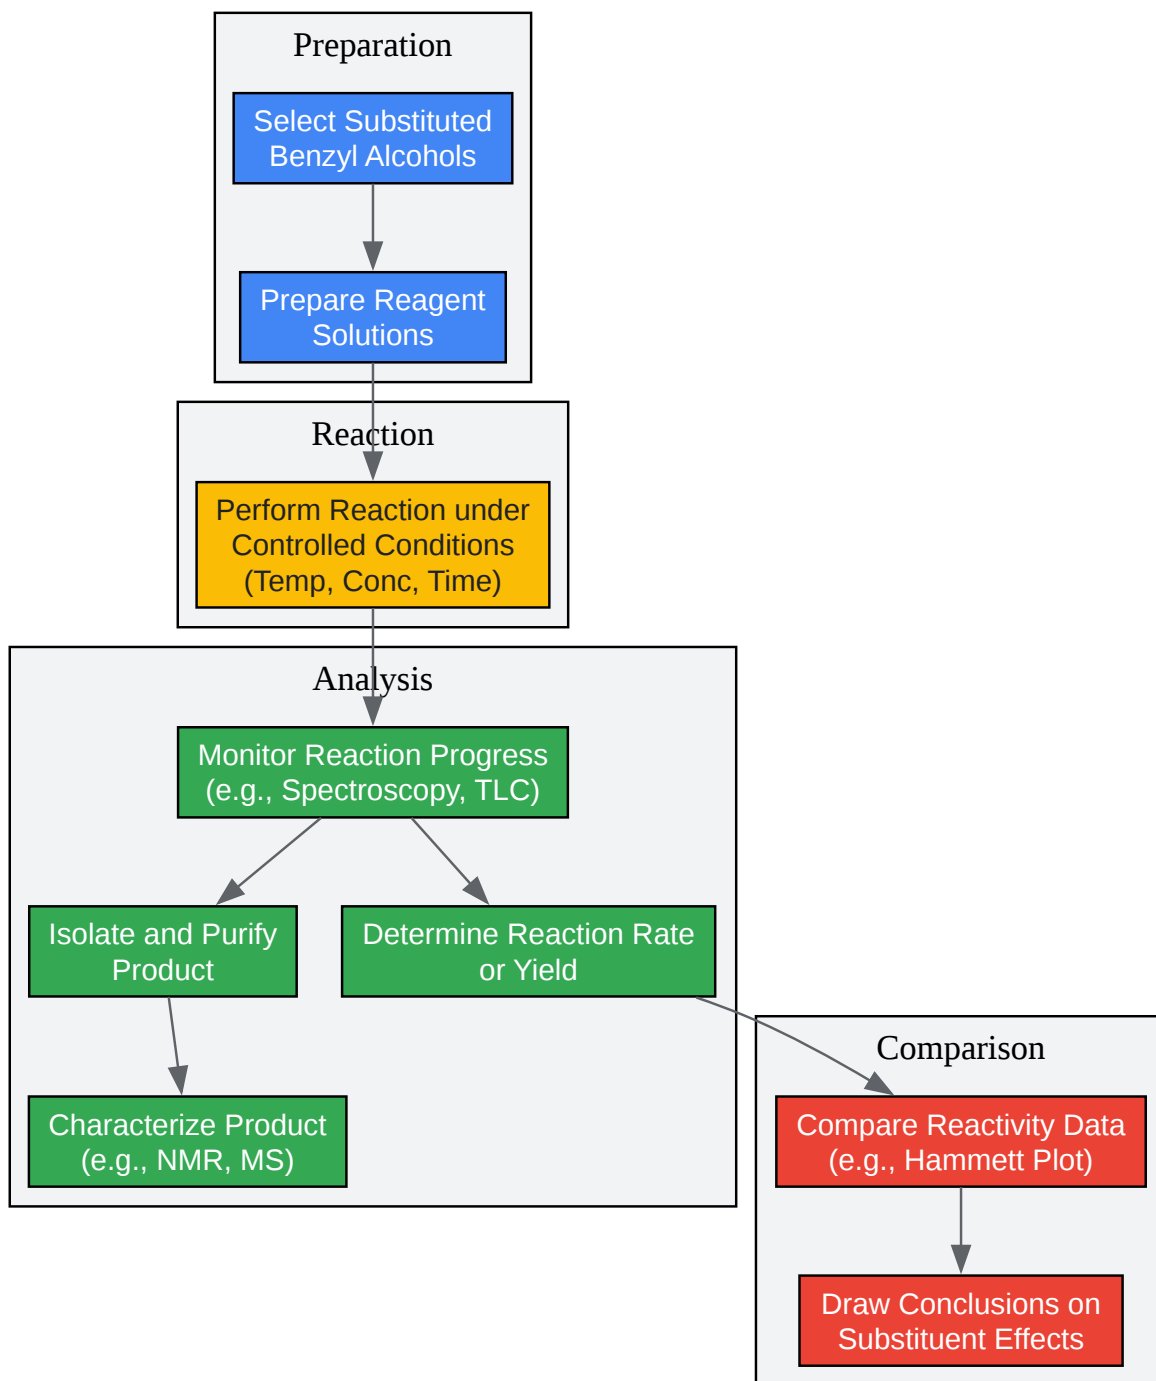 Preparation
Select Substituted
Benzyl Alcohols
Prepare Reagent
Solutions
Reaction
Perform Reaction under
Controlled Conditions
(Temp, Conc, Time)
Analysis
Monitor Reaction Progress
(e.g., Spectroscopy, TLC)
Isolate and Purify
Product
Determine Reaction Rate
or Yield
Characterize Product
(e.g., NMR, MS)
Comparison
Compare Reactivity Data
(e.g., Hammett Plot)
Draw Conclusions on
Substituent Effects